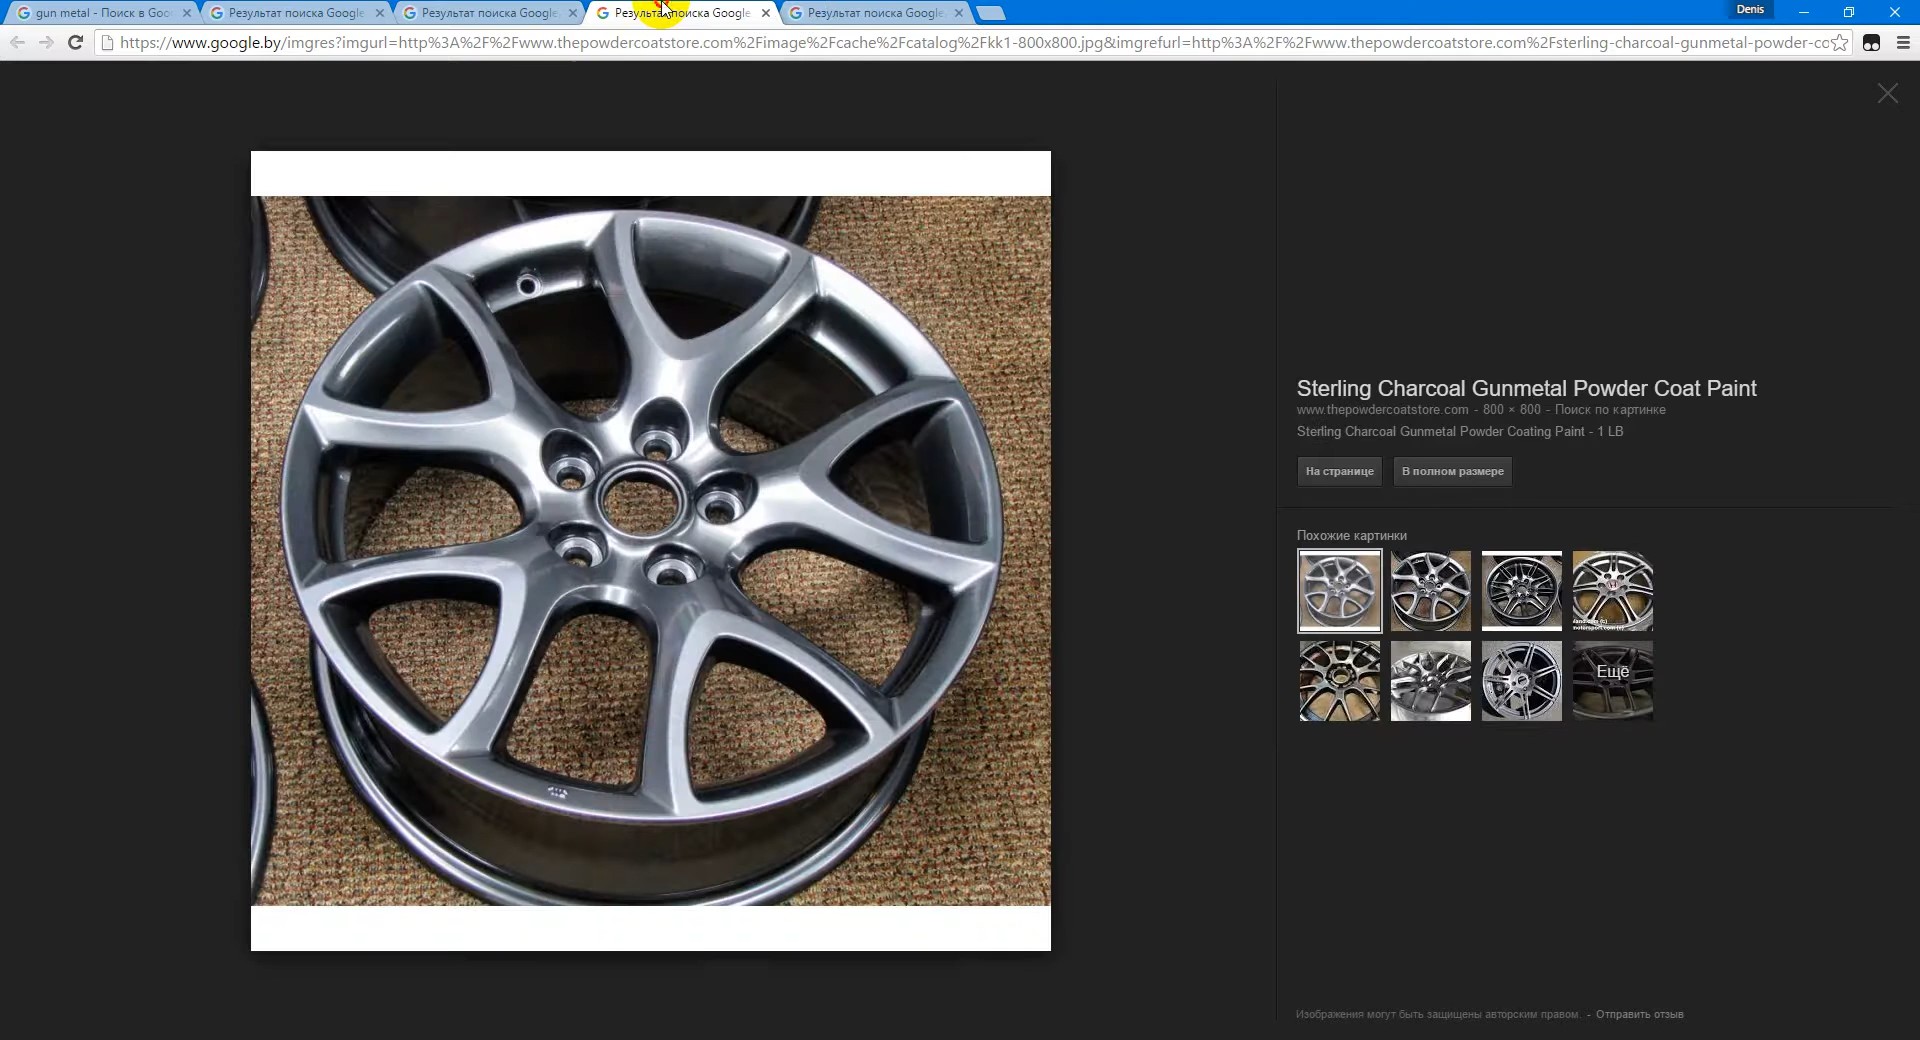 gun metal - Поиск в Goo
Результат поиска Google
Результат поиска Google
Результат поиска Google
Результат поиска Google
Denis
https://www.google.by/imgres?imgurl=http%3A%2F%2Fwww.thepowdercoatstore.com%2Fimage%2Fcache%2Fcatalog%2Fkk1-800x800.jpg&imgrefurl=http%3A%2F%2Fwww.thepowdercoatstore.com%2Fsterling-charcoal-gunmetal-powder-co
Sterling Charcoal Gunmetal Powder Coat Paint
www.thepowdercoatstore.com - 800 × 800 - Поиск по картинке
Sterling Charcoal Gunmetal Powder Coating Paint - 1 LB
На странице
В полном размере
Похожие картинки
Ещё
Изображения могут быть защищены авторским правом. - Отправить отзыв